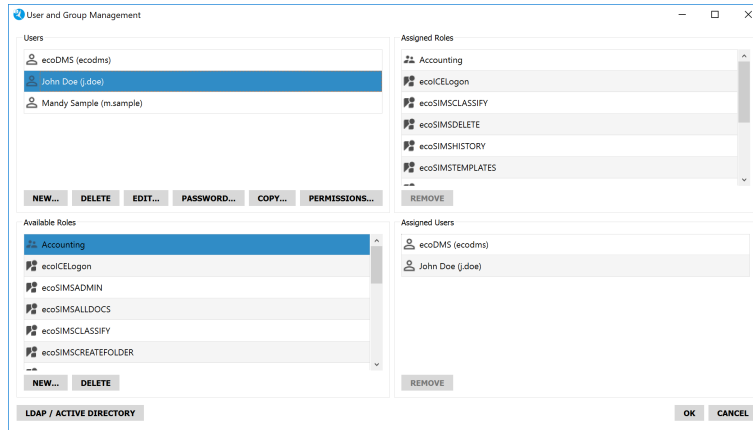 User and Group Management
Users
ecoDMS (ecodms)
John Doe (j.doe)
Mandy Sample (m.sample)
NEW... DELETE EDIT... PASSWORD... COPY... PERMISSIONS...
Assigned Roles
Accounting
ecoICELogon
ecoSIMSCLASSIFY
ecoSIMSDELETE
ecoSIMSHISTORY
ecoSIMSTEMPLATES
REMOVE
Available Roles
Accounting
ecoICELogon
ecoSIMSADMIN
ecoSIMSALLDOCS
ecoSIMSCLASSIFY
ecoSIMSCREATEFOLDER
NEW... DELETE
Assigned Users
ecoDMS (ecodms)
John Doe (j.doe)
REMOVE
LDAP / ACTIVE DIRECTORY
OK CANCEL